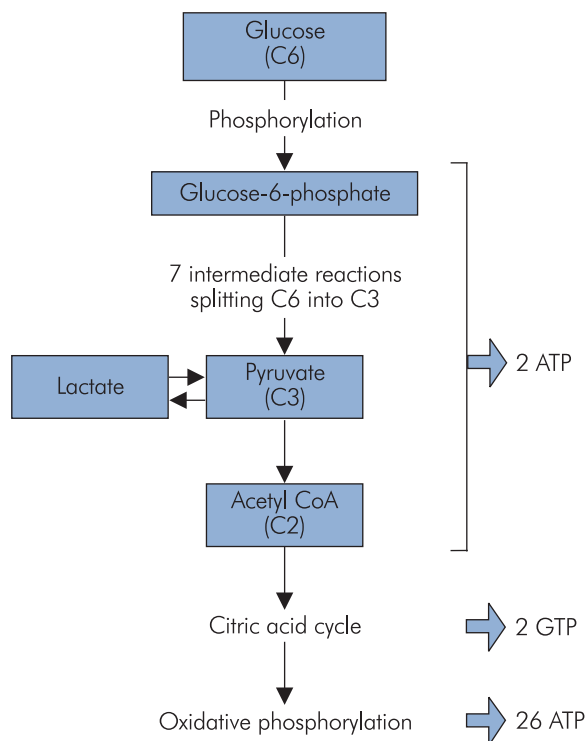 Glucose
(C6)
Phosphorylation
Glucose-6-phosphate
7 intermediate reactions
splitting C6 into C3
2 ATP
Lactate
Pyruvate
(C3)
Acetyl CoA
(C2)
Citric acid cycle
2 GTP
Oxidative phosphorylation
26 ATP